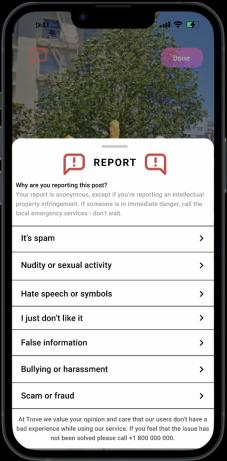 9:41
Done
REPORT
Why are you reporting this post?
Your report is anonymous, except if you're reporting an intellectual
property infringement. If someone is in immediate danger, call the
local emergency services - don't wait.
It's spam
Nudity or sexual activity
Hate speech or symbols
I just don't like it
False information
Bullying or harassment
Scam or fraud
At Trove we value your opinion and care that our users don't have a
bad experience while using our service. If you feel that the issue has
not been solved please call +1 800 000 000.